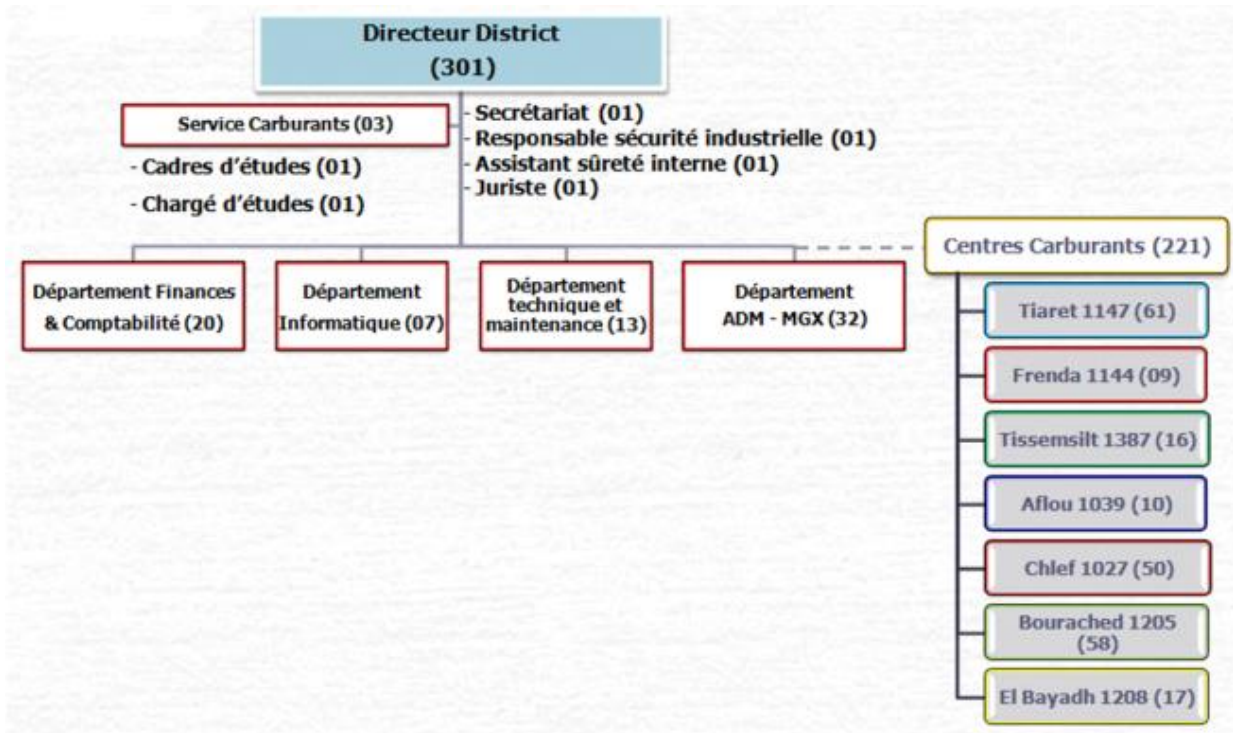 Directeur District
(301)
Service Carburants (03)
- Cadres d'études (01)
- Chargé d'études (01)
- Secrétariat (01)
- Responsable sécurité industrielle (01)
- Assistant sûreté interne (01)
- Juriste (01)
Département Finances
& Comptabilité (20)
Département
Informatique (07)
Département
technique et
maintenance (13)
Département
ADM - MGX (32)
Centres Carburants (221)
Tiaret 1147 (61)
Frenda 1144 (09)
Tissemsilt 1387 (16)
Aflou 1039 (10)
Chlef 1027 (50)
Bourached 1205
(58)
El Bayadh 1208 (17)